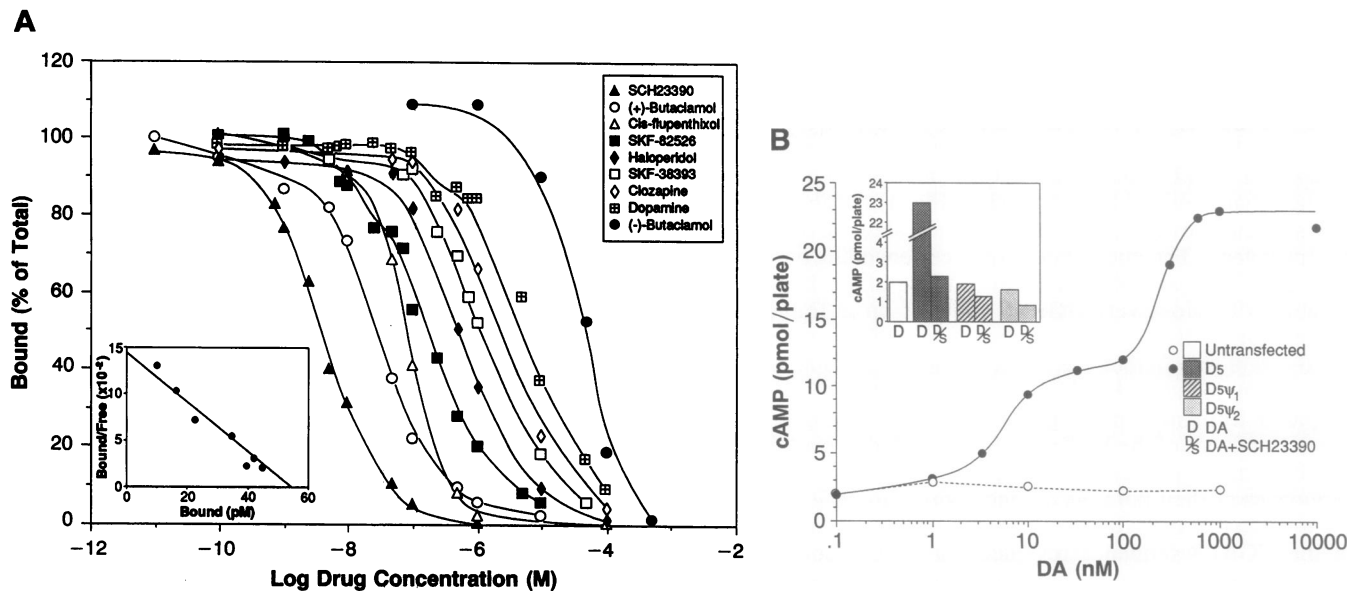 A
120
100
80
60
40
20
0
Bound (% of Total)
−12
−10
−8
−6
−4
−2
Log Drug Concentration (M)
SCH23390
(+)-Butaclamol
Cis-flupenthixol
SKF-82526
Haloperidol
SKF-38393
Clozapine
Dopamine
(-)-Butaclamol
15
10
5
0
Bound/Free (x10⁻²)
0
20
40
60
Bound (pM)
B
25
20
15
10
5
0
cAMP (pmol/plate)
.1
1
10
100
1000
10000
DA (nM)
24
23
22
4
3
2
1
0
cAMP (pmol/plate)
D
D
D/S
D
D/S
D
D/S
Untransfected
D5
D5Ψ1
D5Ψ2
D DA
D/S DA+SCH23390